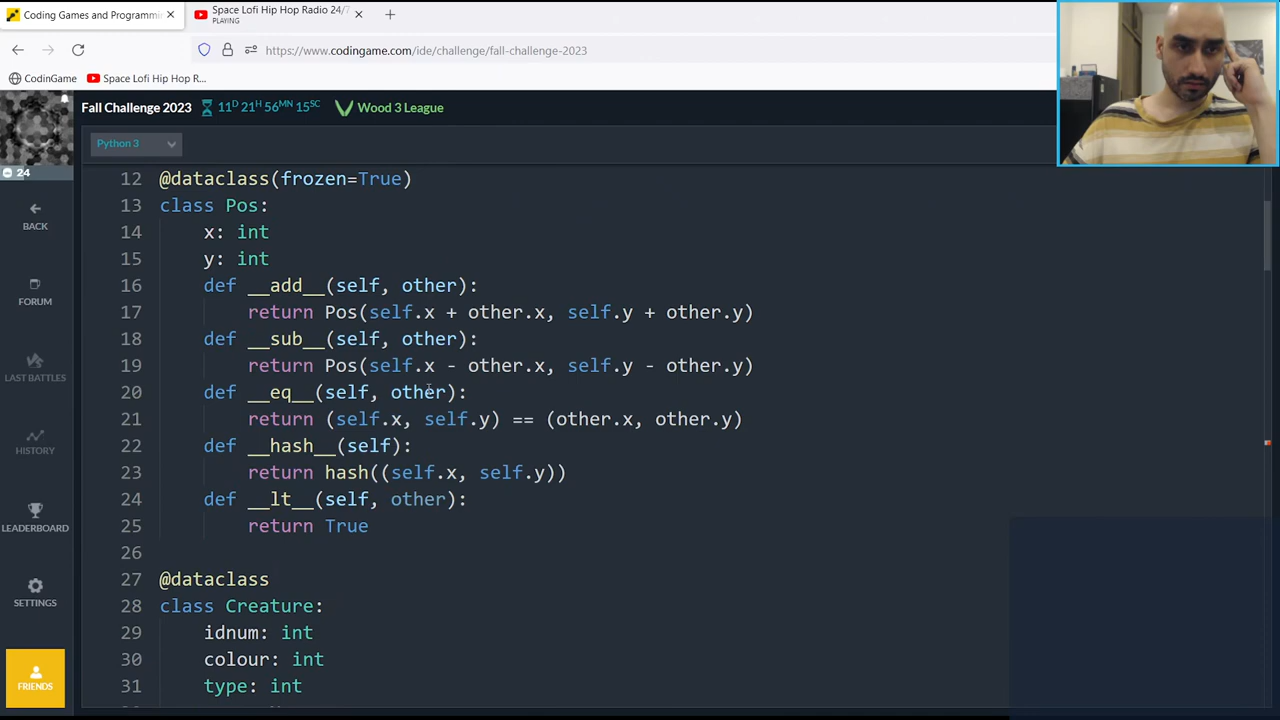 Coding Games and Programmin
Space Lofi Hip Hop Radio 24/7
PLAYING
https://www.codingame.com/ide/challenge/fall-challenge-2023
CodinGame
Space Lofi Hip Hop R...
Fall Challenge 2023
11D 21H 56MN 15SC
Wood 3 League
Python 3
24
BACK
FORUM
LAST BATTLES
HISTORY
LEADERBOARD
SETTINGS
FRIENDS
12 @dataclass(frozen=True)
13 class Pos:
14 x: int
15 y: int
16 def __add__(self, other):
17 return Pos(self.x + other.x, self.y + other.y)
18 def __sub__(self, other):
19 return Pos(self.x - other.x, self.y - other.y)
20 def __eq__(self, other):
21 return (self.x, self.y) == (other.x, other.y)
22 def __hash__(self):
23 return hash((self.x, self.y))
24 def __lt__(self, other):
25 return True
26
27 @dataclass
28 class Creature:
29 idnum: int
30 colour: int
31 type: int